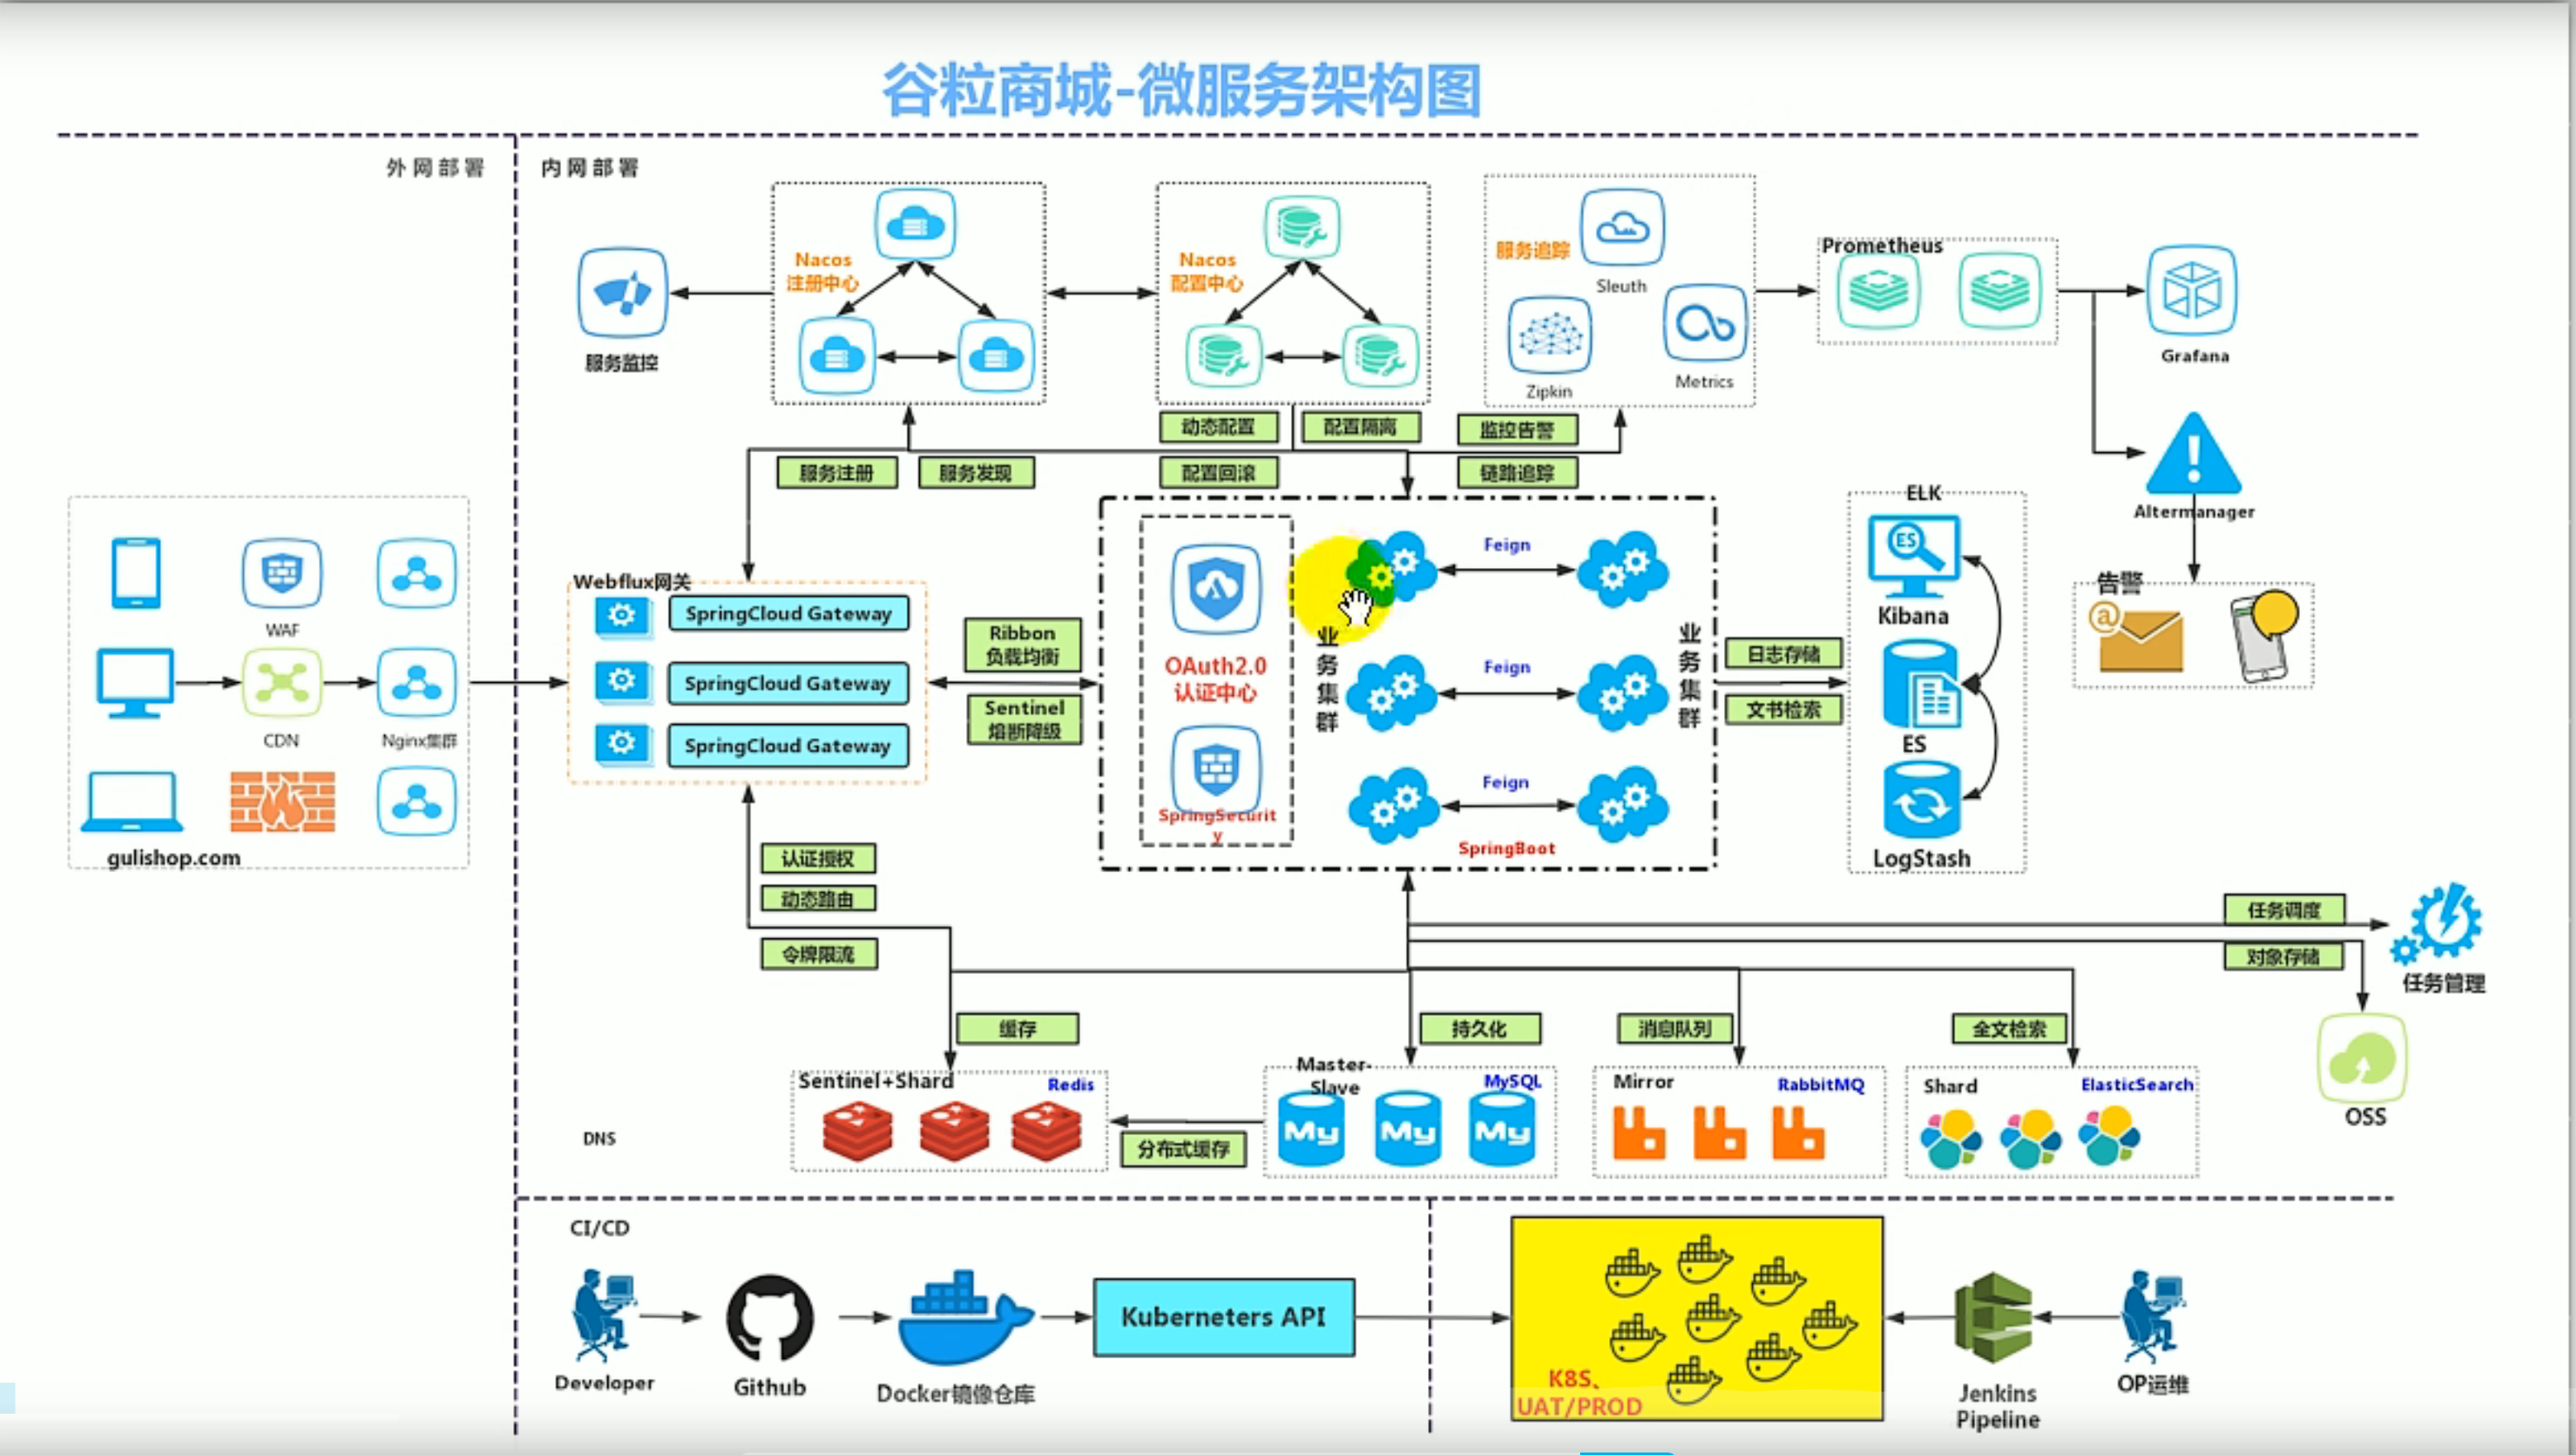 谷粒商城-微服务架构图
外网部署
内网部署
服务监控
Nacos
注册中心
Nacos
配置中心
服务追踪
Sleuth
Zipkin
Metrics
Prometheus
Grafana
Altermanager
告警
动态配置
配置隔离
监控告警
服务注册
服务发现
配置回滚
链路追踪
WAF
CDN
Nginx集群
gulishop.com
Webflux网关
SpringCloud Gateway
SpringCloud Gateway
SpringCloud Gateway
Ribbon
负载均衡
Sentinel
熔断降级
OAuth2.0
认证中心
SpringSecurit
y
业务集群
Feign
Feign
Feign
SpringBoot
业务集群
日志存储
文书检索
ELK
ES
Kibana
ES
LogStash
认证授权
动态路由
令牌限流
任务调度
对象存储
任务管理
OSS
缓存
持久化
消息队列
全文检索
Sentinel+Shard
Redis
分布式缓存
Master-
Slave
MySQL
My
My
My
Mirror
RabbitMQ
Shard
ElasticSearch
DNS
CI/CD
Developer
Github
Docker镜像仓库
Kuberneters API
K8S、
UAT/PROD
Jenkins
Pipeline
OP运维